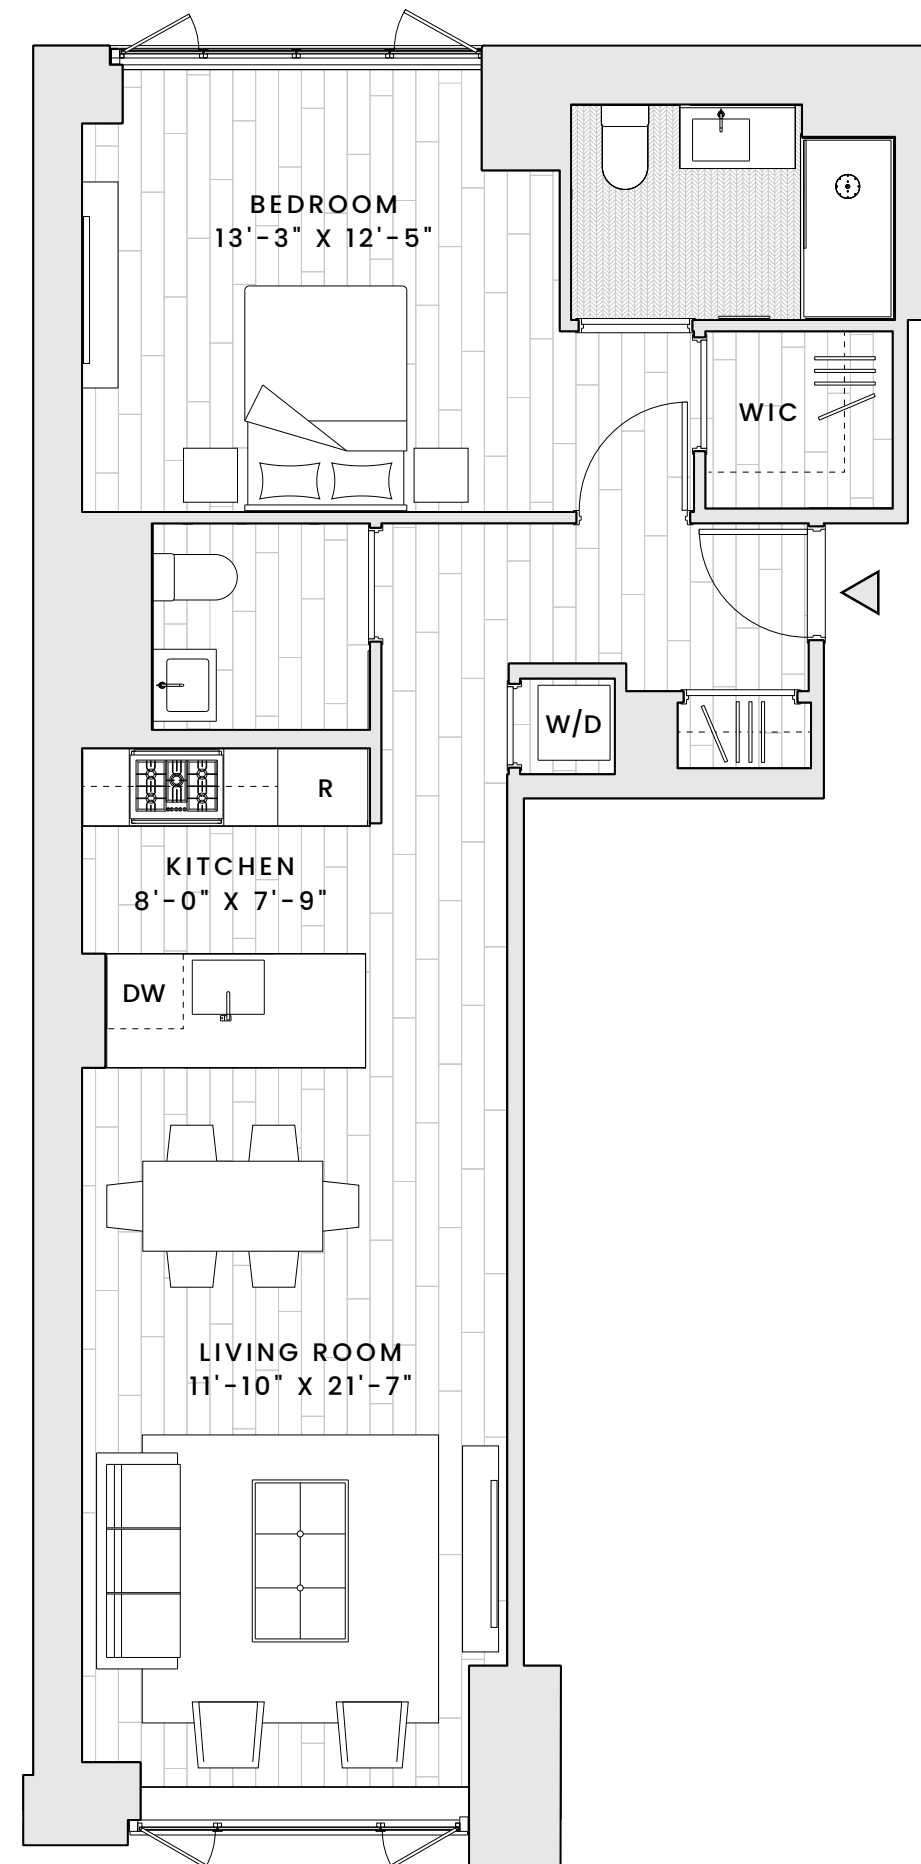 BEDROOM
13'-3" X 12'-5"
WIC
W/D
R
KITCHEN
8'-0" X 7'-9"
DW
LIVING ROOM
11'-10" X 21'-7"